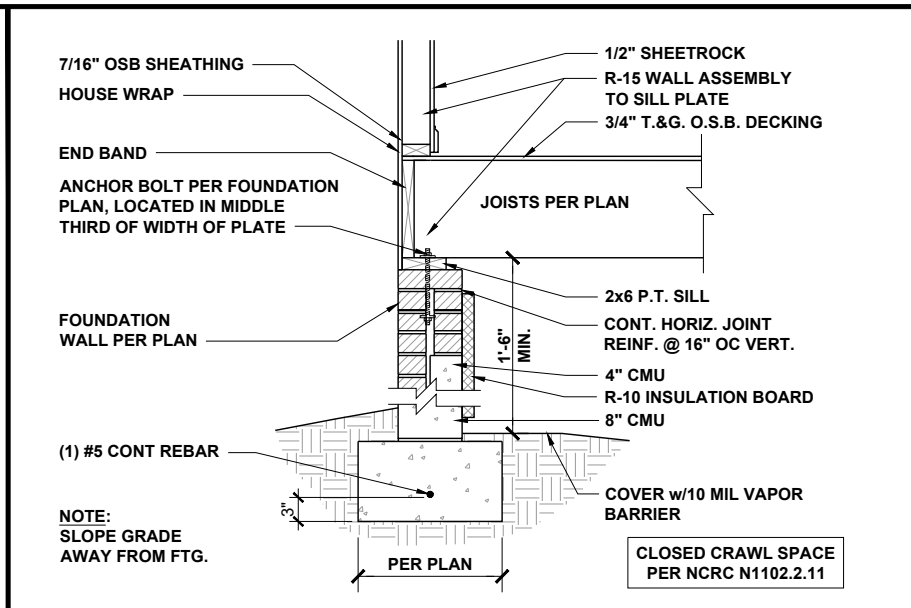 7/16" OSB SHEATHING
HOUSE WRAP
END BAND
ANCHOR BOLT PER FOUNDATION
PLAN, LOCATED IN MIDDLE
THIRD OF WIDTH OF PLATE
FOUNDATION
WALL PER PLAN
(1) #5 CONT REBAR
3"
NOTE:
SLOPE GRADE
AWAY FROM FTG.
PER PLAN
JOISTS PER PLAN
1'-6"
MIN.
1/2" SHEETROCK
R-15 WALL ASSEMBLY
TO SILL PLATE
3/4" T.&G. O.S.B. DECKING
2x6 P.T. SILL
CONT. HORIZ. JOINT
REINF. @ 16" OC VERT.
4" CMU
R-10 INSULATION BOARD
8" CMU
COVER w/10 MIL VAPOR
BARRIER
CLOSED CRAWL SPACE
PER NCRC N1102.2.11